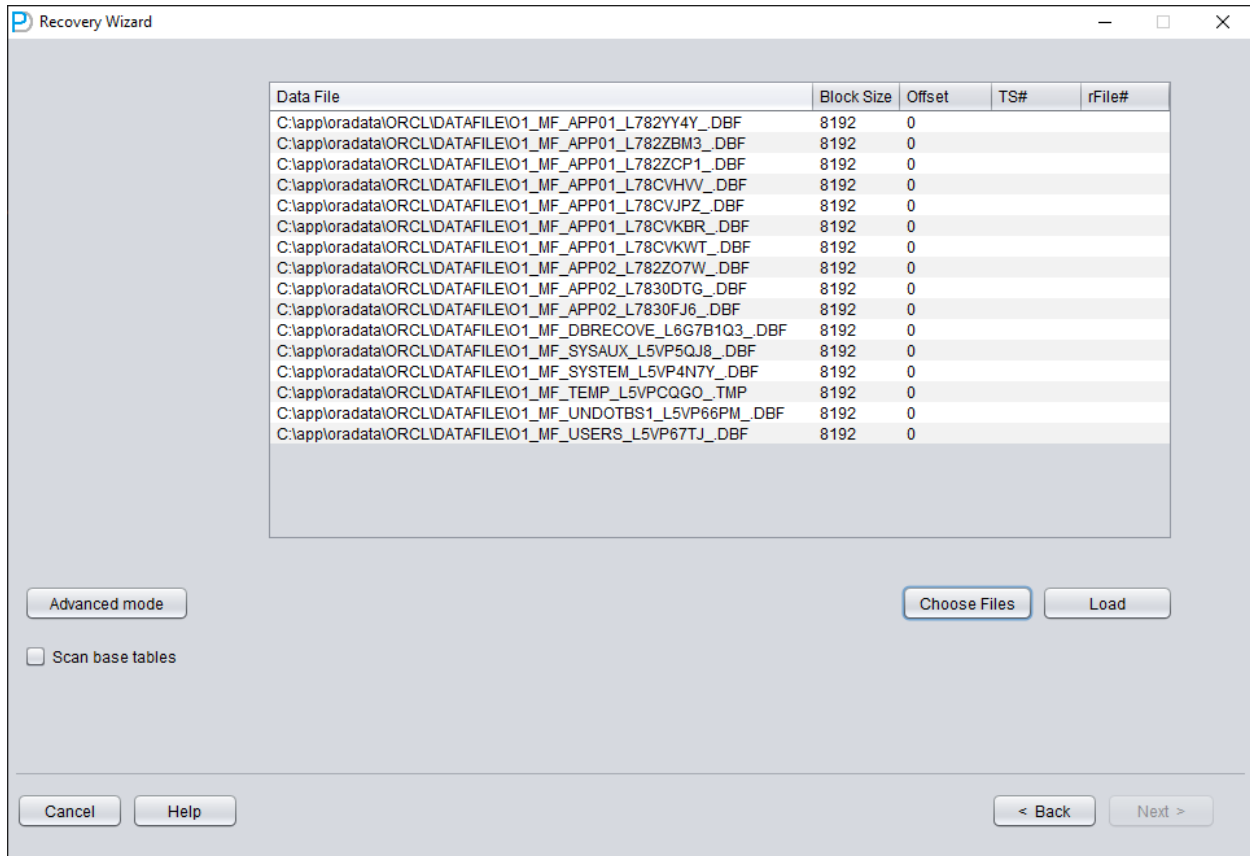 Recovery Wizard
Data File Block Size Offset TS# rFile#
C:\app\oradata\ORCL\DATAFILE\O1_MF_APP01_L782YY4Y_.DBF 8192 0
C:\app\oradata\ORCL\DATAFILE\O1_MF_APP01_L782ZBM3_.DBF 8192 0
C:\app\oradata\ORCL\DATAFILE\O1_MF_APP01_L782ZCP1_.DBF 8192 0
C:\app\oradata\ORCL\DATAFILE\O1_MF_APP01_L78CVHVV_.DBF 8192 0
C:\app\oradata\ORCL\DATAFILE\O1_MF_APP01_L78CVJPZ_.DBF 8192 0
C:\app\oradata\ORCL\DATAFILE\O1_MF_APP01_L78CVKBR_.DBF 8192 0
C:\app\oradata\ORCL\DATAFILE\O1_MF_APP01_L78CVKWT_.DBF 8192 0
C:\app\oradata\ORCL\DATAFILE\O1_MF_APP02_L782ZO7W_.DBF 8192 0
C:\app\oradata\ORCL\DATAFILE\O1_MF_APP02_L7830DTG_.DBF 8192 0
C:\app\oradata\ORCL\DATAFILE\O1_MF_APP02_L7830FJ6_.DBF 8192 0
C:\app\oradata\ORCL\DATAFILE\O1_MF_DBRECOVE_L6G7B1Q3_.DBF 8192 0
C:\app\oradata\ORCL\DATAFILE\O1_MF_SYSAUX_L5VP5QJ8_.DBF 8192 0
C:\app\oradata\ORCL\DATAFILE\O1_MF_SYSTEM_L5VP4N7Y_.DBF 8192 0
C:\app\oradata\ORCL\DATAFILE\O1_MF_TEMP_L5VPCQGO_.TMP 8192 0
C:\app\oradata\ORCL\DATAFILE\O1_MF_UNDOTBS1_L5VP66PM_.DBF 8192 0
C:\app\oradata\ORCL\DATAFILE\O1_MF_USERS_L5VP67TJ_.DBF 8192 0
Advanced mode Choose Files Load
Scan base tables
Cancel Help < Back Next >